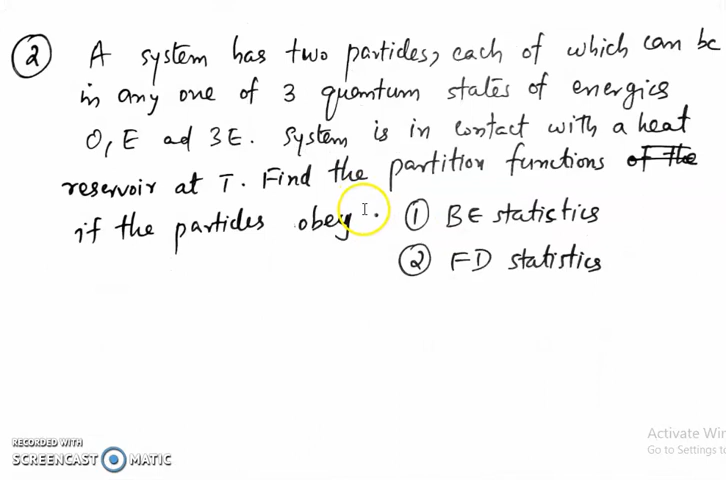 ② A system has two particles, each of which can be
in any one of 3 quantum states of energies
0, E ad 3E. System is in contact with a heat
reservoir at T. Find the partition functions of the
if the particles obey. ① BE statistics
② FD statistics
RECORDED WITH
SCREENCAST MATIC
Activate Wir
Go to Settings to